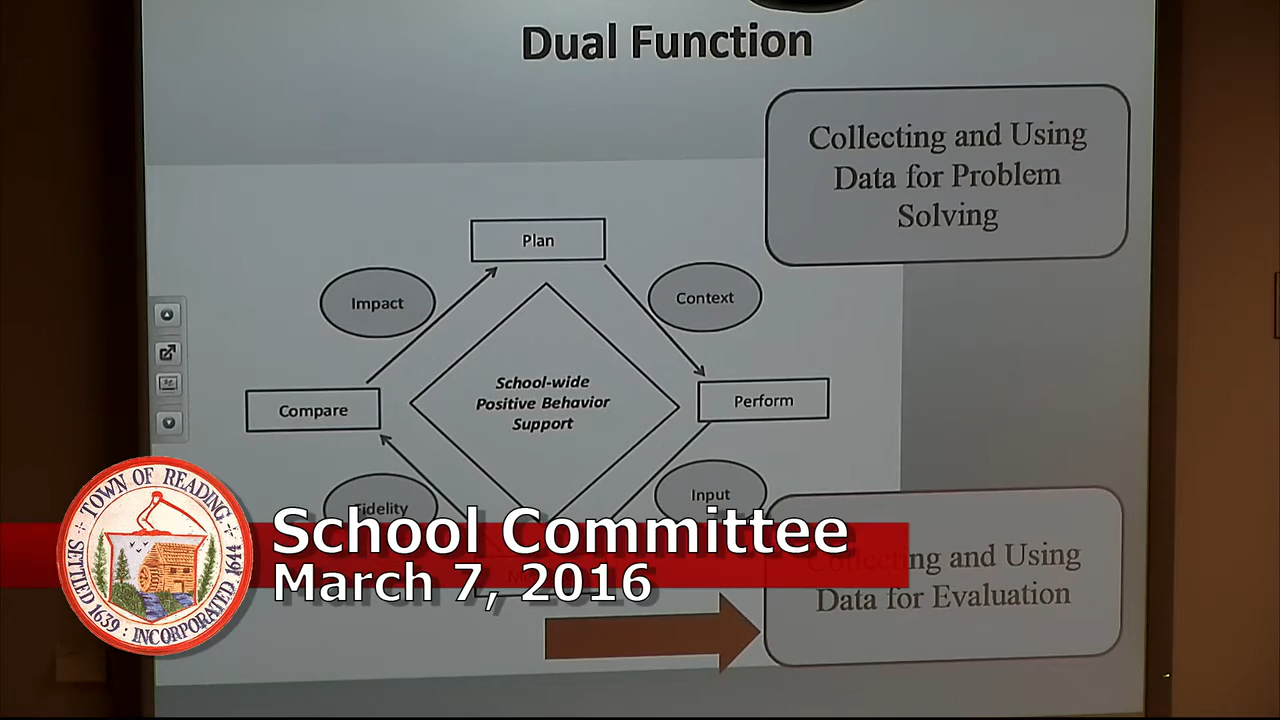 Dual Function
Collecting and Using
Data for Problem
Solving
Plan
Impact
Context
School-wide
Positive Behavior
Support
Compare
Perform
Fidelity
Input
School Committee
March 7, 2016
Collecting and Using
Data for Evaluation
TOWN OF READING
SETTLED 1639 : INCORPORATED 1644